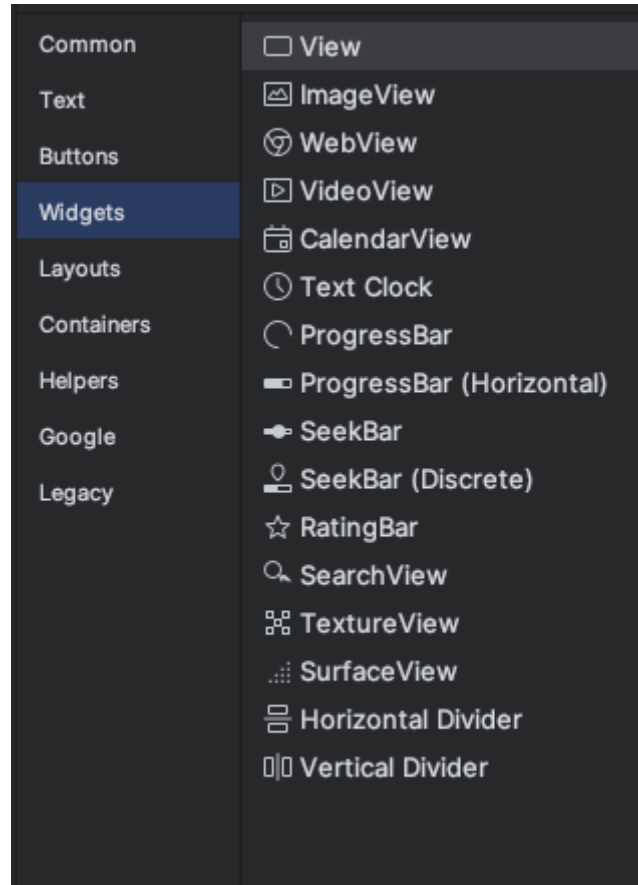 Common
Text
Buttons
Widgets
Layouts
Containers
Helpers
Google
Legacy
View
ImageView
WebView
VideoView
CalendarView
Text Clock
ProgressBar
ProgressBar (Horizontal)
SeekBar
SeekBar (Discrete)
RatingBar
SearchView
TextureView
SurfaceView
Horizontal Divider
Vertical Divider